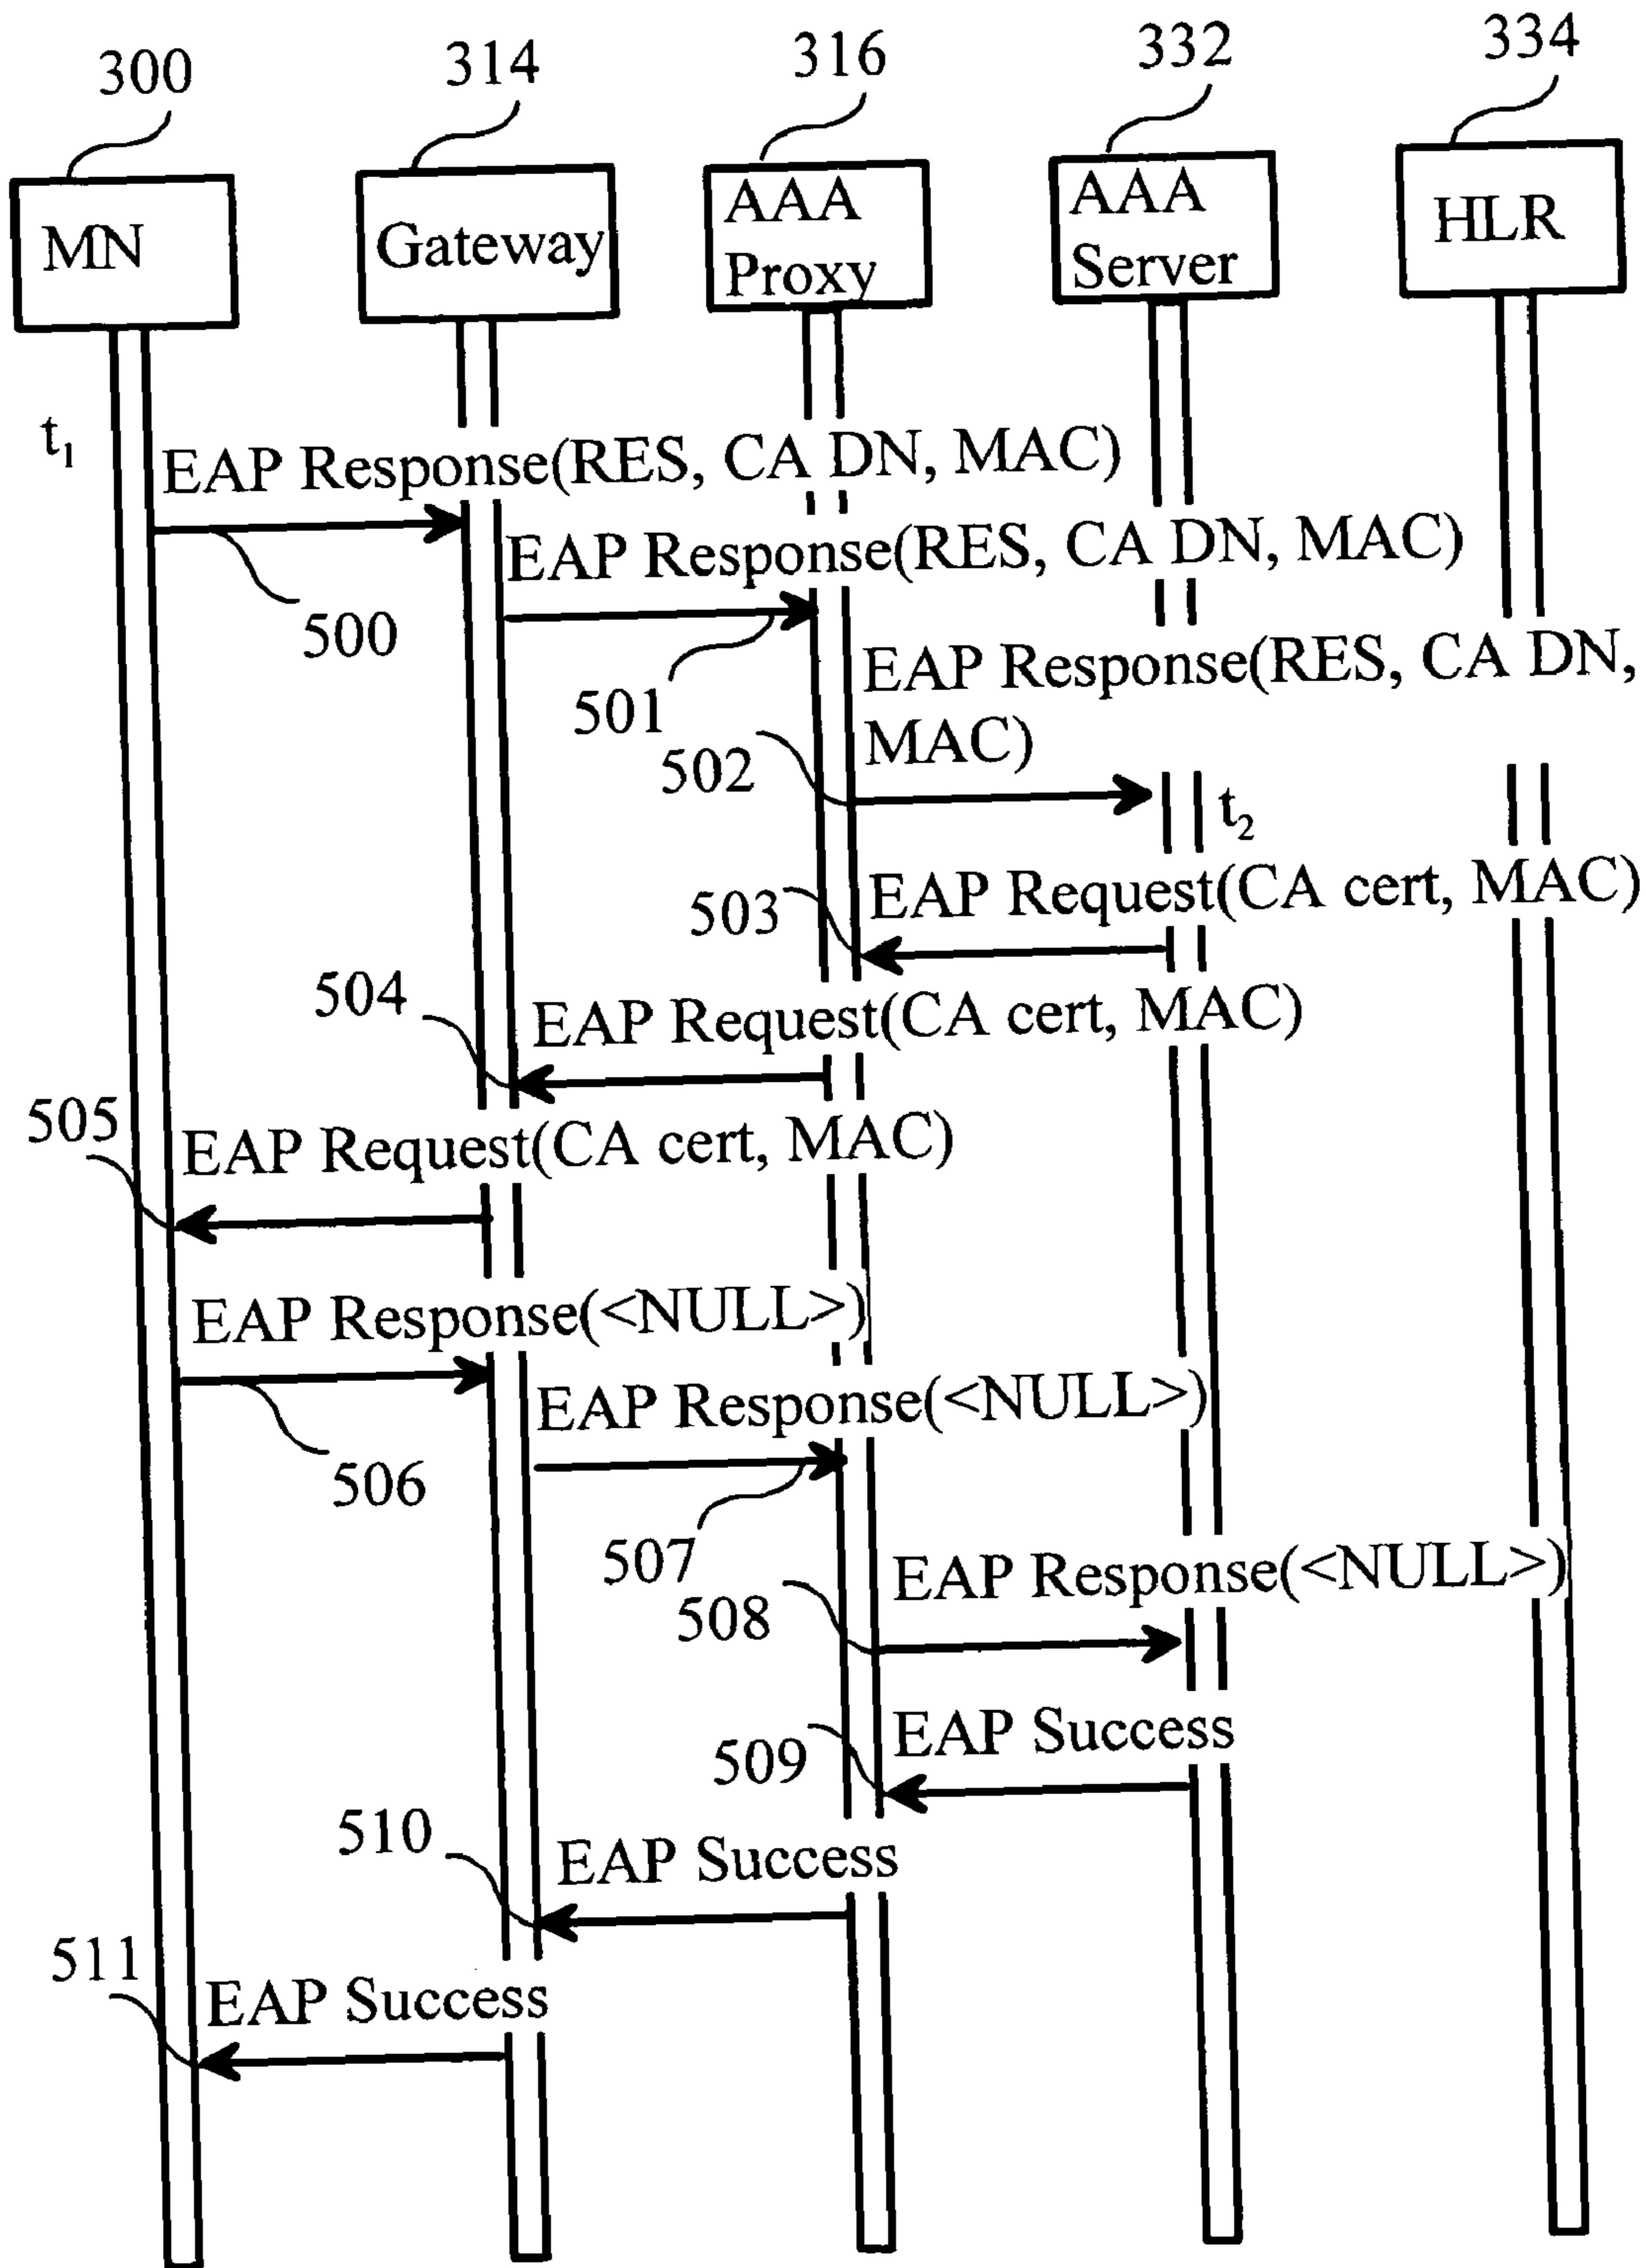 300
314
316
332
334
MN
Gateway
AAA
Proxy
AAA
Server
HLR
t1
EAP Response(RES, CA DN, MAC)
500
EAP Response(RES, CA DN, MAC)
501
EAP Response(RES, CA DN,
MAC)
502
t2
EAP Request(CA cert, MAC)
503
EAP Request(CA cert, MAC)
504
EAP Request(CA cert, MAC)
505
EAP Response(<NULL>)
506
EAP Response(<NULL>)
507
EAP Response(<NULL>)
508
EAP Success
509
EAP Success
510
EAP Success
511